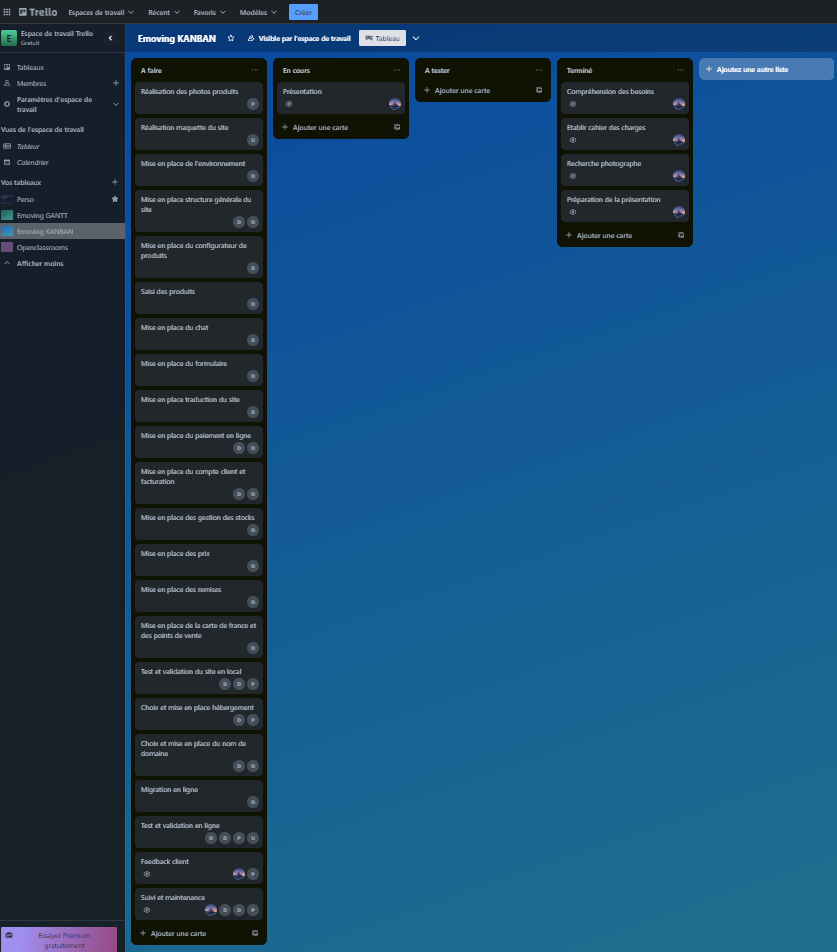 Trello Espaces de travail Récent Favoris Modèles Créer
E Espace de travail Trello
Gratuit
Tableaux
Membres
Paramètres d'espace de
travail
Vues de l'espace de travail
Tableur
Calendrier
Vos tableaux
Perso
Emoving GANTT
Emoving KANBAN
Openclassrooms
Afficher moins
Essayer Premium
gratuitement
Emoving KANBAN Visible par l'espace de travail Tableau
A faire
Réalisation des photos produits
P
Réalisation maquette du site
Mise en place de l'environnement
D
Mise en place structure générale du
site
D D
Mise en place du configurateur de
produits
D
Saisi des produits
D
Mise en place du chat
D
Mise en place du formulaire
D
Mise en place traduction du site
D
Mise en place du paiement en ligne
D D
Mise en place du compte client et
facturation
D D
Mise en place des gestion des stocks
D
Mise en place des prix
D
Mise en place des remises
D
Mise en place de la carte de france et
des points de vente
D
Test et validation du site en local
D D P
Choix et mise en place hébergement
D P
Choix et mise en place du nom de
domaine
D D
Migration en ligne
D
Test et validation en ligne
D D P U
Feedback client
P
Suivi et maintenance
D D P
Ajouter une carte
En cours
Présentation
Ajouter une carte
A tester
Ajouter une carte
Terminé
Compréhension des besoins
Etablir cahier des charges
Recherche photographe
Préparation de la présentation
Ajouter une carte
Ajoutez une autre liste